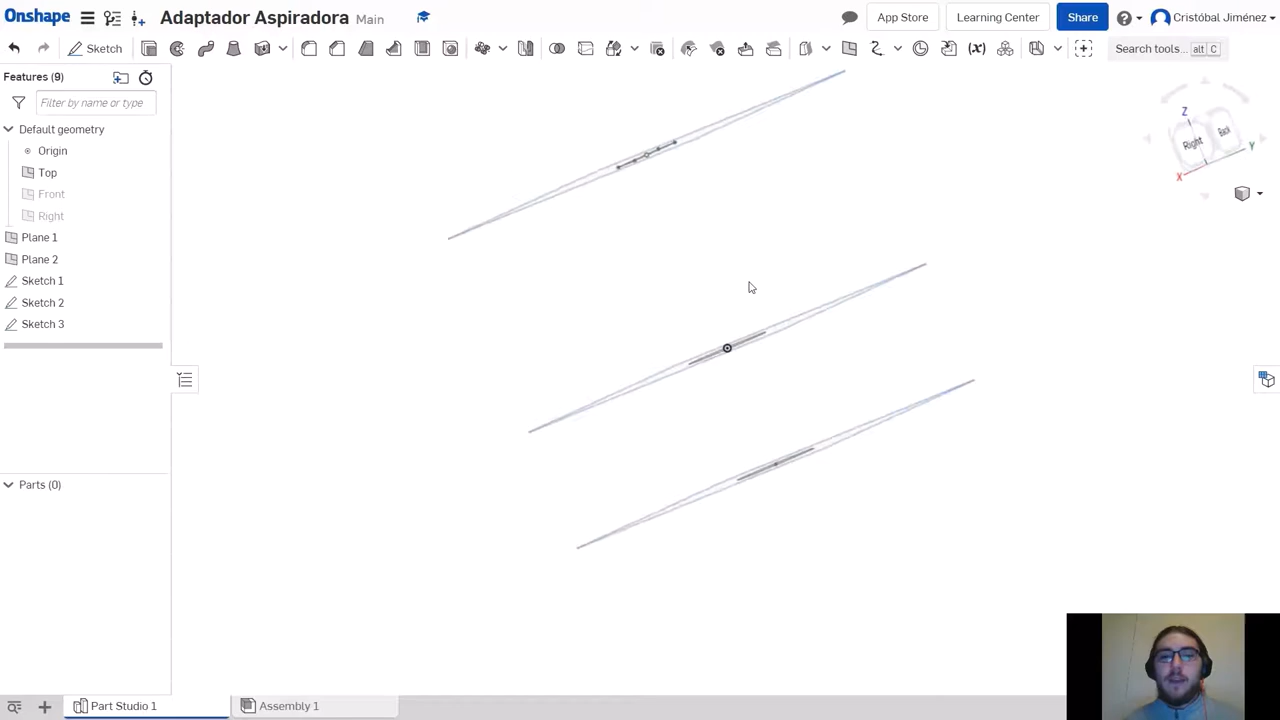 Onshape
Adaptador Aspiradora Main
App Store
Learning Center
Share
Cristóbal Jiménez
Sketch
Search tools... alt C
Features (9)
Filter by name or type
Default geometry
Origin
Top
Front
Right
Plane 1
Plane 2
Sketch 1
Sketch 2
Sketch 3
Parts (0)
Z
Right
Back
Y
X
Part Studio 1
Assembly 1